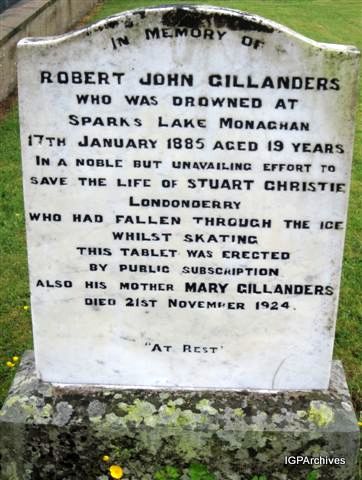 In Memory of
ROBERT JOHN GILLANDERS
WHO WAS DROWNED AT
SPARKS LAKE MONAGHAN
17TH JANUARY 1885 AGED 19 YEARS
IN A NOBLE BUT UNAVAILING EFFORT TO
SAVE THE LIFE OF STUART CHRISTIE
LONDONDERRY
WHO HAD FALLEN THROUGH THE ICE
WHILST SKATING
THIS TABLET WAS ERECTED
BY PUBLIC SUBSCRIPTION
ALSO HIS MOTHER MARY GILLANDERS
DIED 21ST NOVEMBER 1924.
"AT REST"
IGPArchives